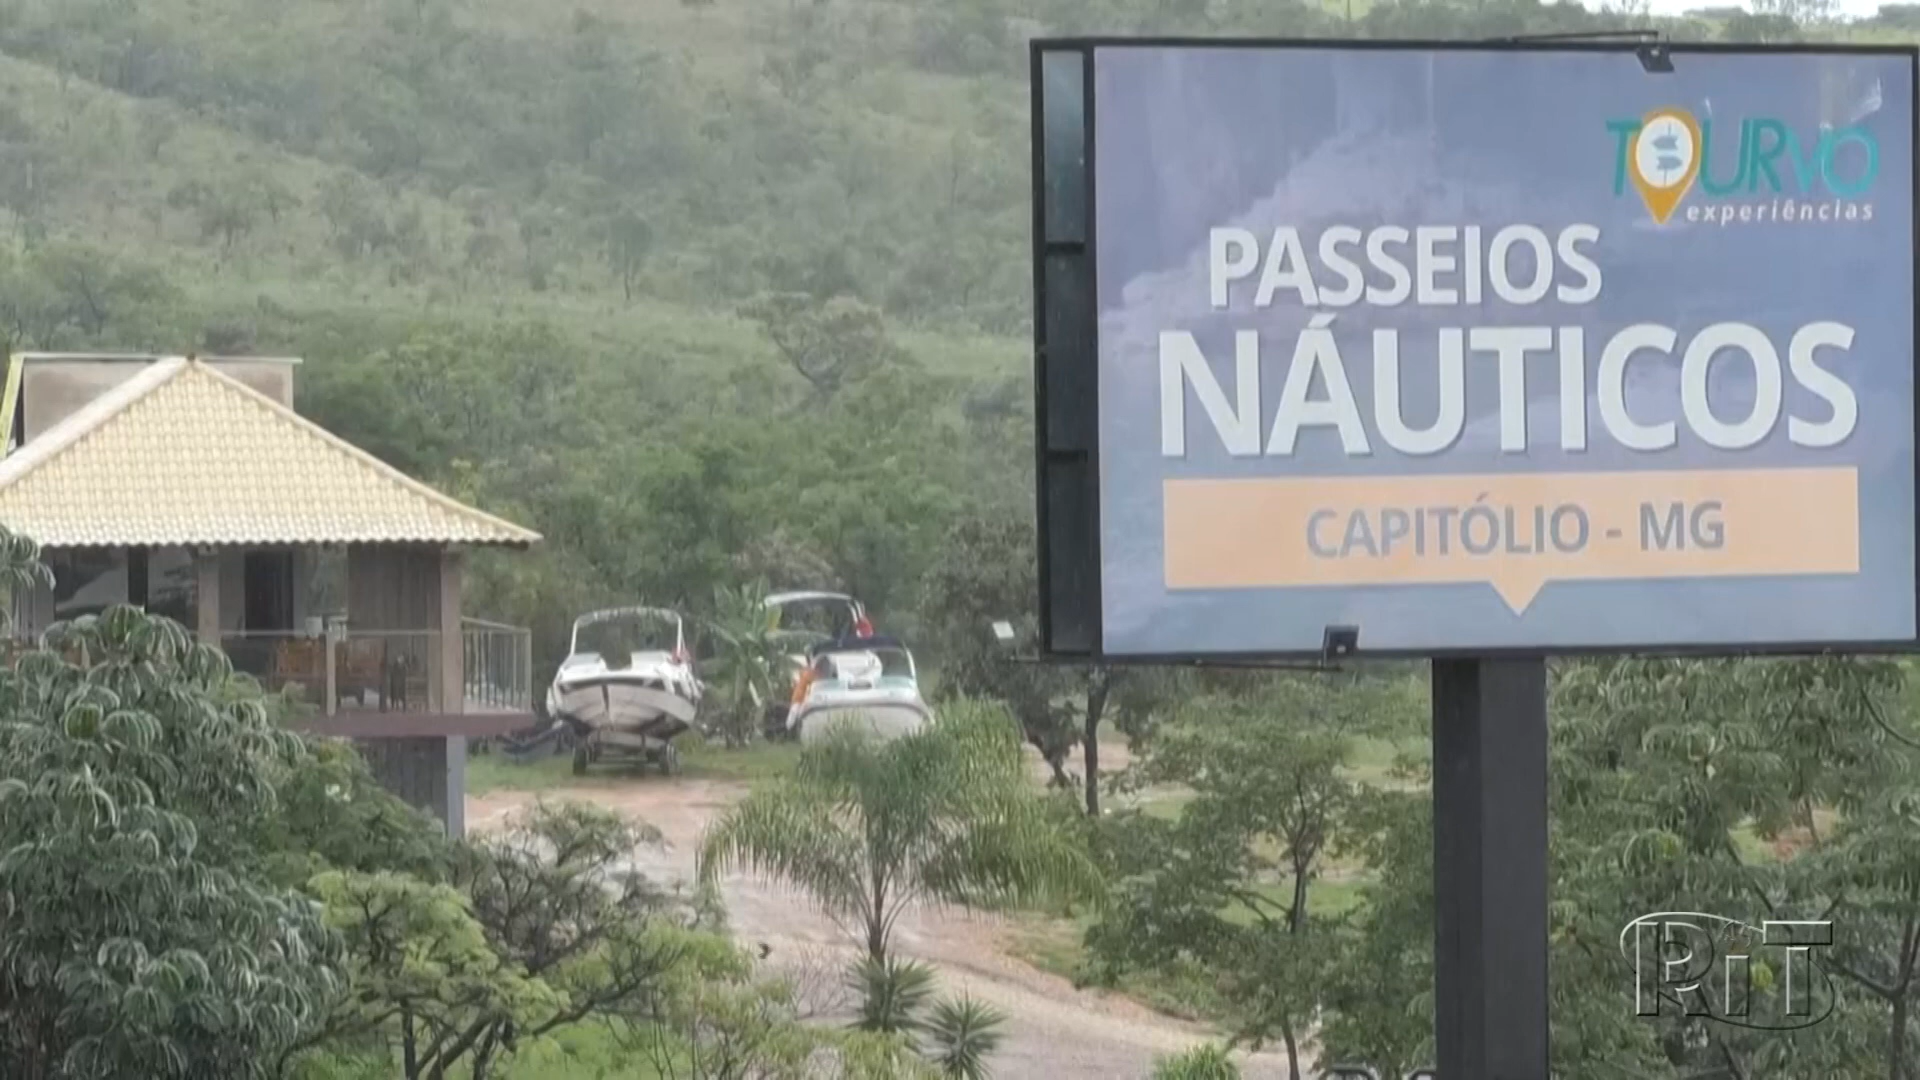 TOURVO
experiências
PASSEIOS
NÁUTICOS
CAPITÓLIO - MG
RiT